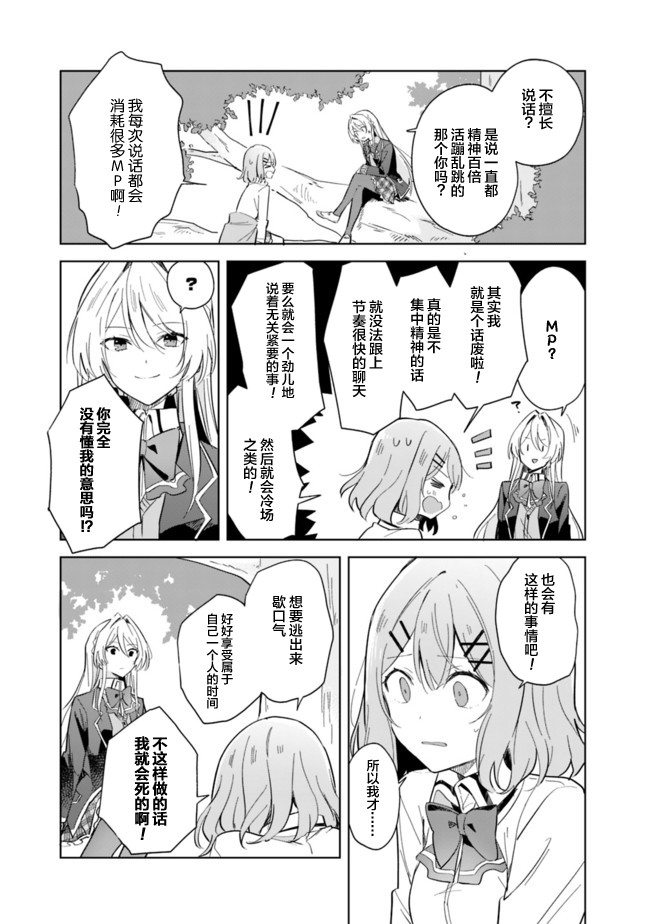 不擅长
说话？
是说一直都
精神百倍
活蹦乱跳的
那个你吗？
我每次说话都会
消耗很多MP啊！
Mp？
其实我
就是个话废啦！
真的是不
集中精神的话
就没法跟上
节奏很快的聊天
要么就会一个劲儿地
说着无关紧要的事！
然后就会冷场
之类的！
？
你完全
没有懂我的意思吗！？
也会有
这样的事情吧！
所以我才……
想要逃出来
歇口气
好好享受属于
自己一个人的时间
不这样做的话
我就会死的啊！